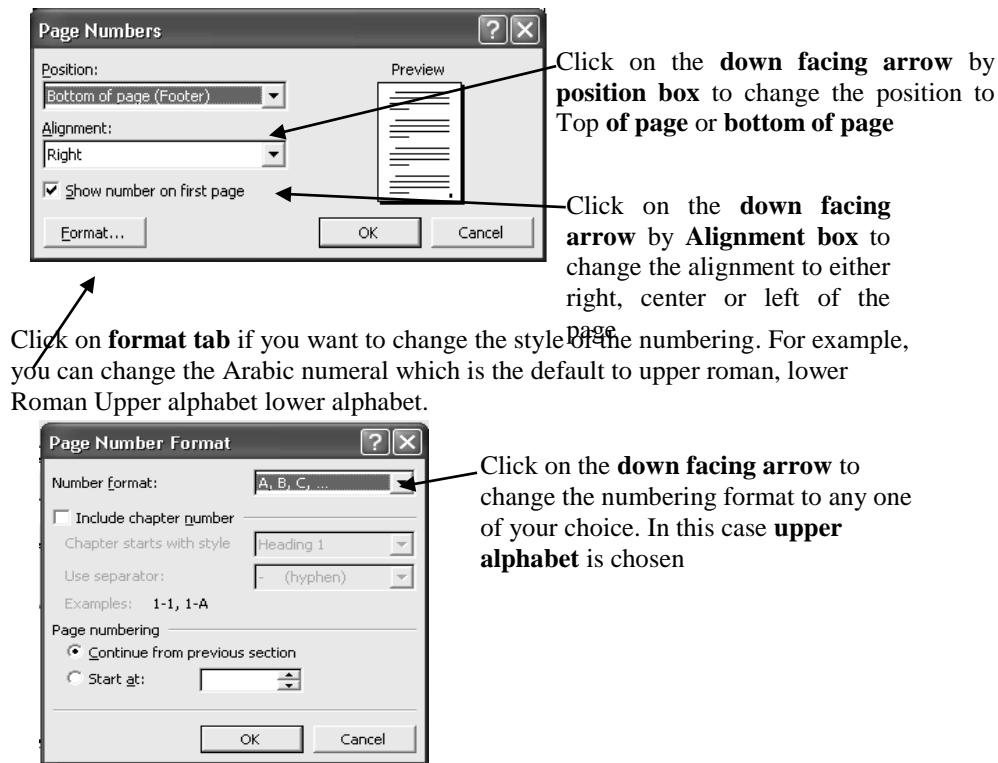 Page Numbers
Position:
Preview
Bottom of page (Footer)
Alignment:
Right
Show number on first page
Format...
OK
Cancel
Click on the down facing arrow by
position box to change the position to
Top of page or bottom of page
Click on the down facing
arrow by Alignment box to
change the alignment to either
right, center or left of the
page
Click on format tab if you want to change the style of the numbering. For example,
you can change the Arabic numeral which is the default to upper roman, lower
Roman Upper alphabet lower alphabet.
Page Number Format
Number format:
A, B, C, ...
Include chapter number
Chapter starts with style
Heading 1
Use separator:
- (hyphen)
Examples: 1-1, 1-A
Page numbering
Continue from previous section
Start at:
OK
Cancel
Click on the down facing arrow to
change the numbering format to any one
of your choice. In this case upper
alphabet is chosen